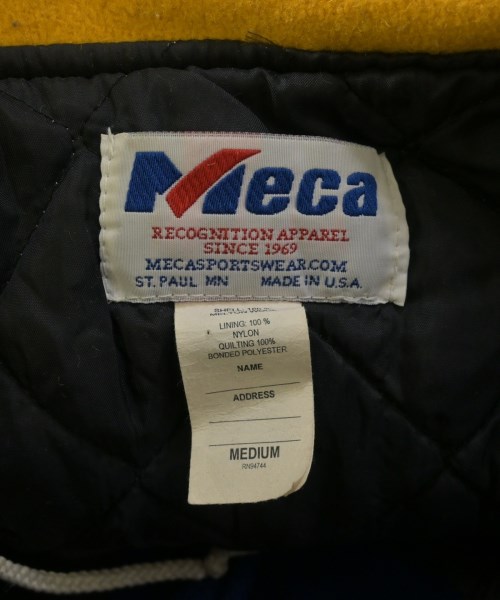 Meca
RECOGNITION APPAREL
SINCE 1969
MECASPORTSWEAR.COM
ST. PAUL MN MADE IN U.S.A.
LINING: 100 %
NYLON
QUILTING 100%
BONDED POLYESTER
NAME
ADDRESS
MEDIUM
RN94744